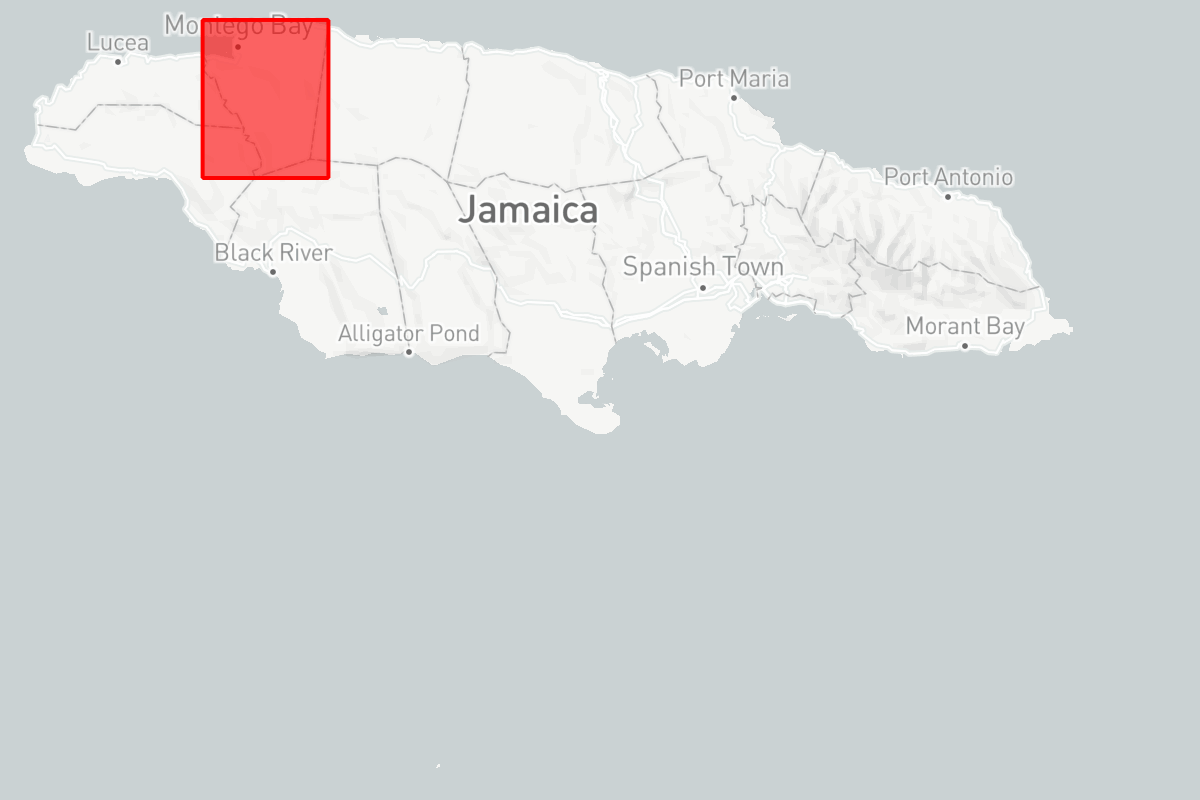 Montego Bay
Lucea
Port Maria
Port Antonio
Jamaica
Black River
Spanish Town
Morant Bay
Alligator Pond